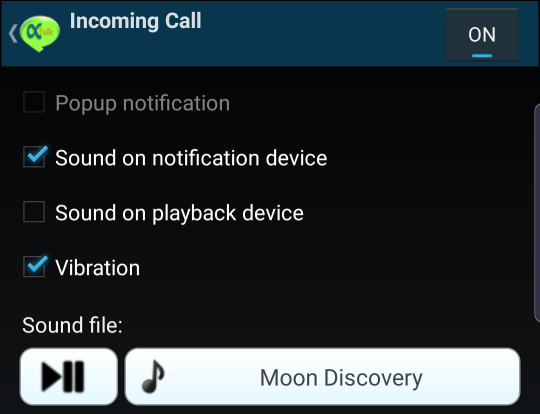 Incoming Call
ON
Popup notification
Sound on notification device
Sound on playback device
Vibration
Sound file:
Moon Discovery